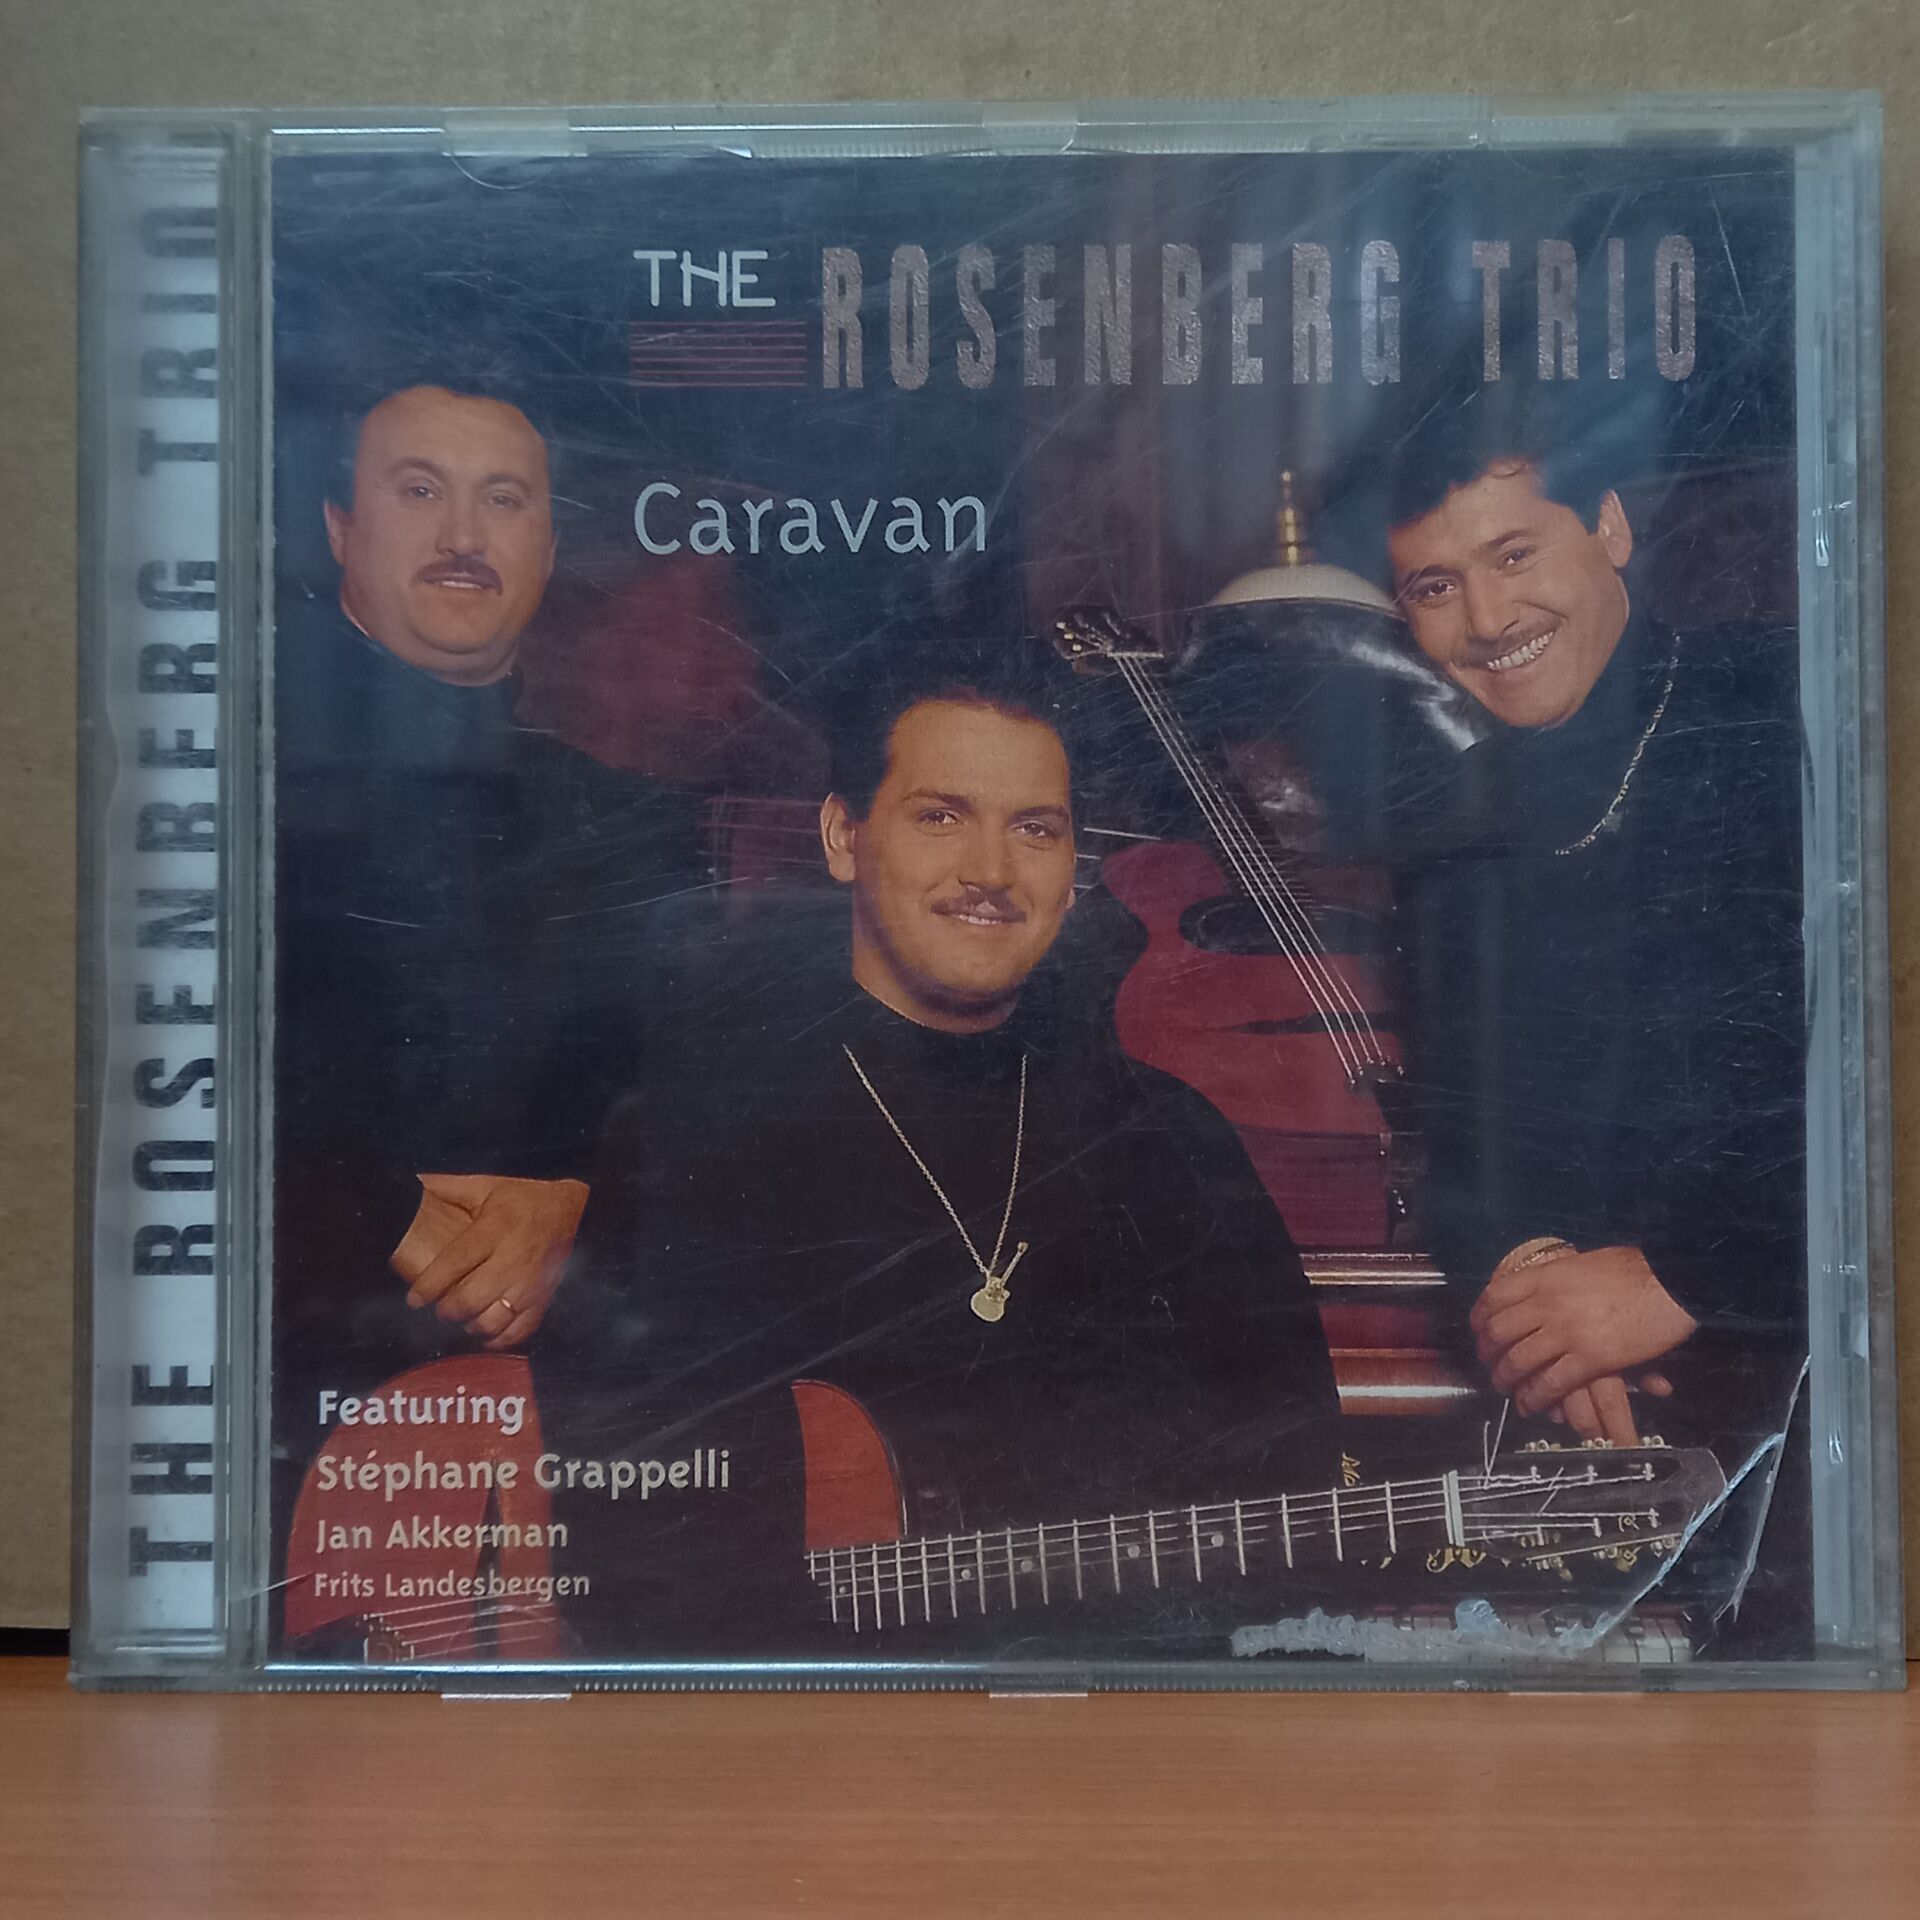 THE ROSENBERG TRIO
THE ROSENBERG TRIO
Caravan
Featuring
Stéphane Grappelli
Jan Akkerman
Frits Landesbergen